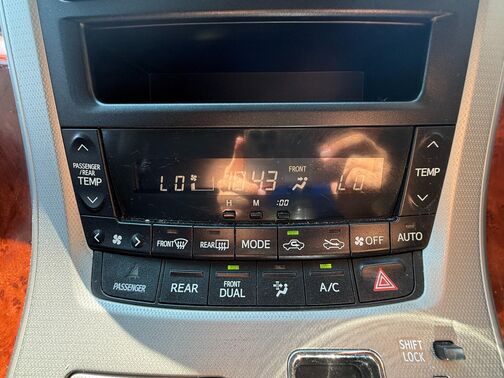 PASSENGER
/REAR
TEMP
LO
10:43
FRONT
LO
TEMP
H
M
:00
FRONT
REAR
MODE
OFF
AUTO
PASSENGER
REAR
FRONT
DUAL
A/C
SHIFT
LOCK